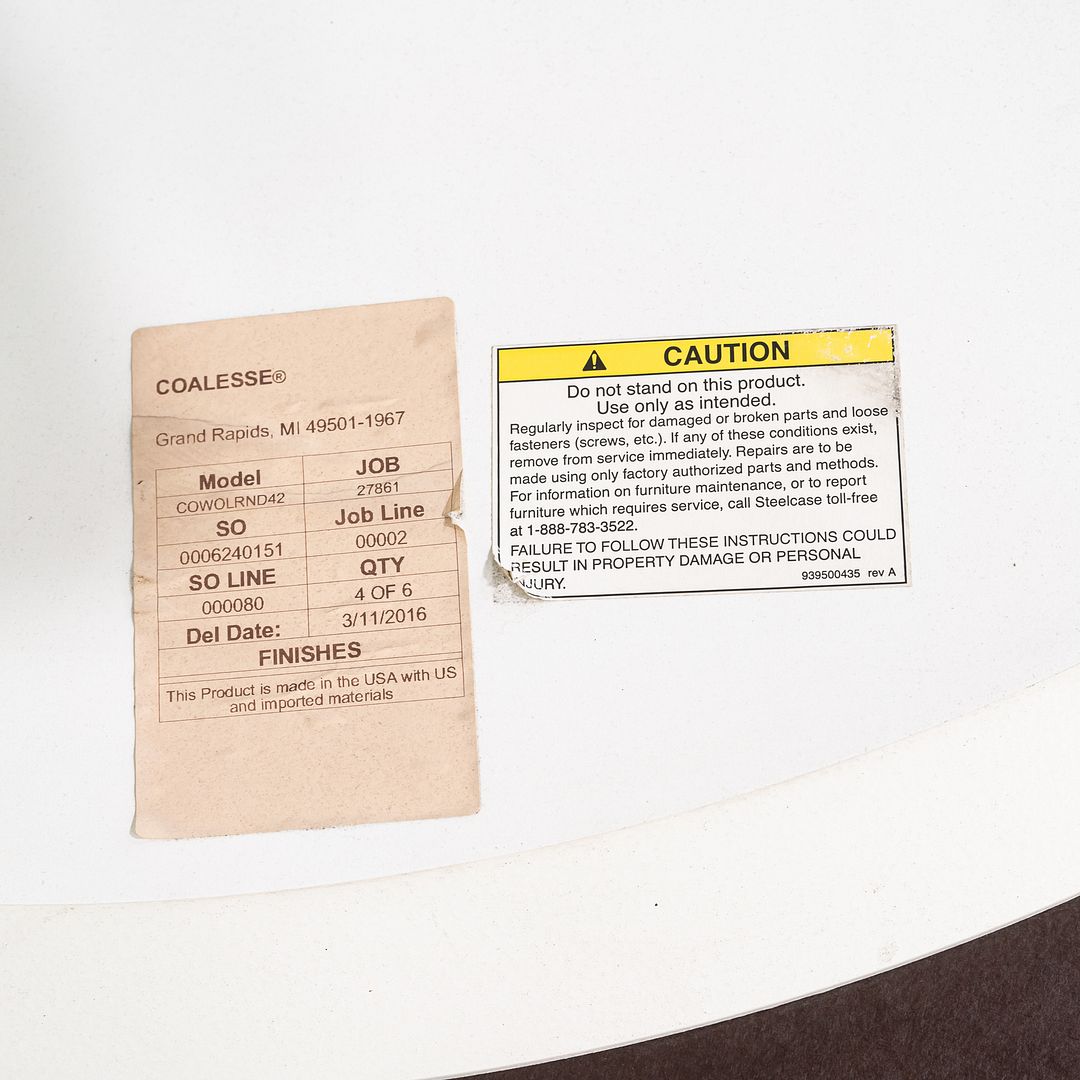 COALESSE®
Grand Rapids, MI 49501-1967
Model JOB
COWOLRND42 27861
SO Job Line
0006240151 00002
SO LINE QTY
000080 4 OF 6
Del Date: 3/11/2016
FINISHES
This Product is made in the USA with US
and imported materials
CAUTION
Do not stand on this product.
Use only as intended.
Regularly inspect for damaged or broken parts and loose
fasteners (screws, etc.). If any of these conditions exist,
remove from service immediately. Repairs are to be
made using only factory authorized parts and methods.
For information on furniture maintenance, or to report
furniture which requires service, call Steelcase toll-free
at 1-888-783-3522.
FAILURE TO FOLLOW THESE INSTRUCTIONS COULD
RESULT IN PROPERTY DAMAGE OR PERSONAL
INJURY.
939500435 rev A